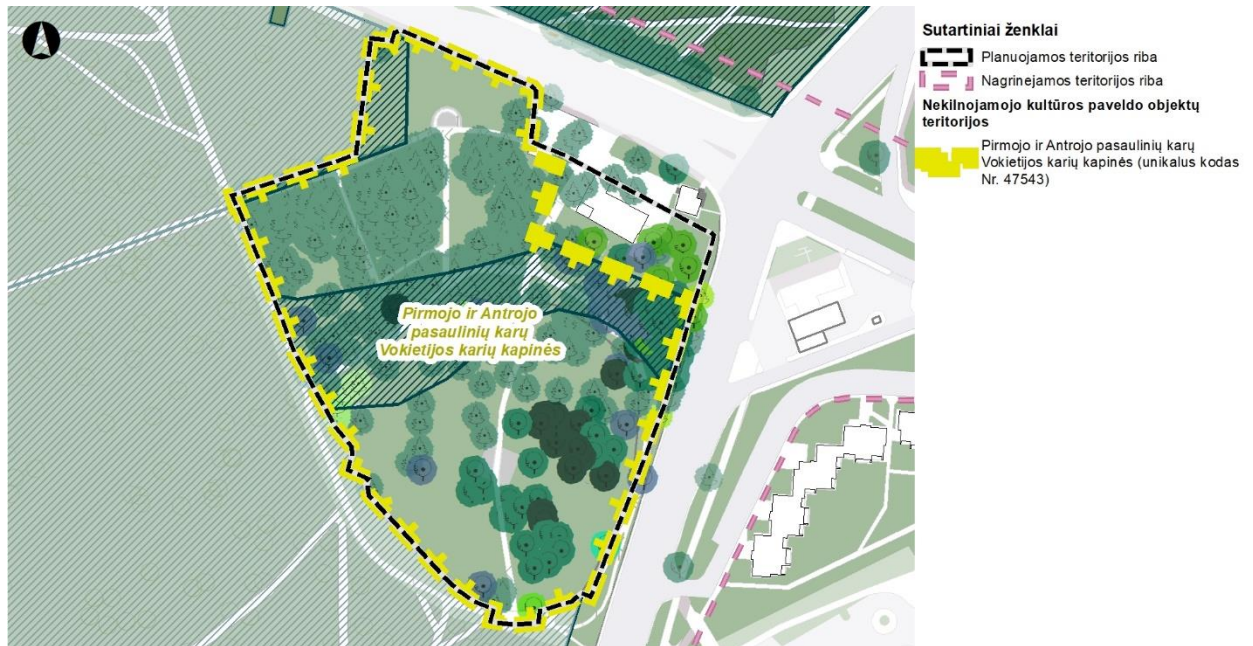 Sutartiniai ženklai
Planuojamos teritorijos riba
Nagrinejamos teritorijos riba
Nekilnojamojo kultūros paveldo objektų
teritorijos
Pirmojo ir Antrojo pasaulinių karų
Vokietijos karių kapinės (unikalus kodas
Nr. 47543)
Pirmojo ir Antrojo
pasaulinių karų
Vokietijos karių kapinės